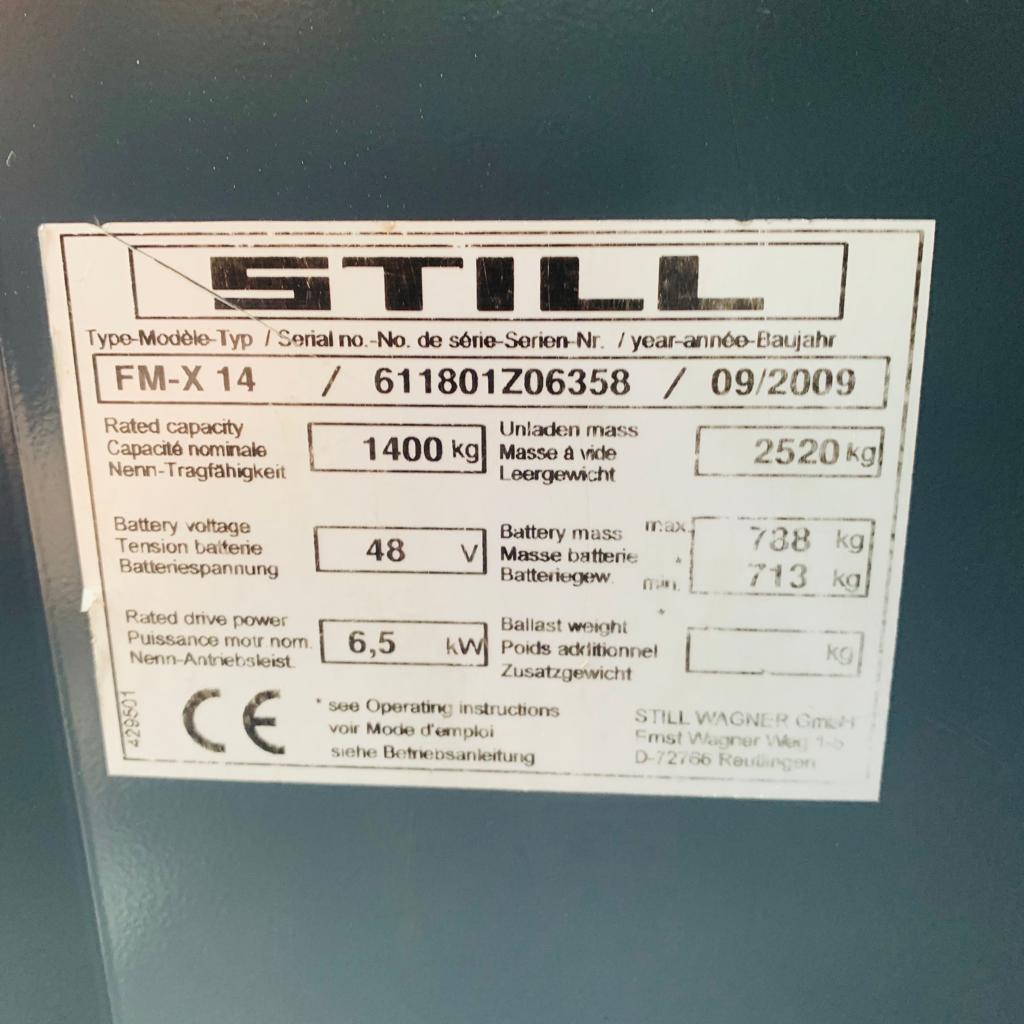 STILL
Type-Modèle-Typ / Serial no.-No. de série-Serien-Nr. / year-année-Baujahr
FM-X 14 / 611801Z06358 / 09/2009
Rated capacity
Capacité nominale
Nenn-Tragfähigkeit
1400 kg
Unladen mass
Masse à vide
Leergewicht
2520 kg
Battery voltage
Tension batterie
Batteriespannung
48 V
Battery mass
Masse batterie *
Batteriegew.
max. 738 kg
min. 713 kg
Rated drive power
Puissance motr nom.
Nenn-Antriebsleist.
6,5 kW
*
Ballast weight
Poids additionnel
Zusatzgewicht
kg
429501
CE
* see Operating instructions
voir Mode d'emploi
siehe Betriebsanleitung
STILL WAGNER GmbH
Ernst Wagner Weg 1-5
D-72766 Reutlingen